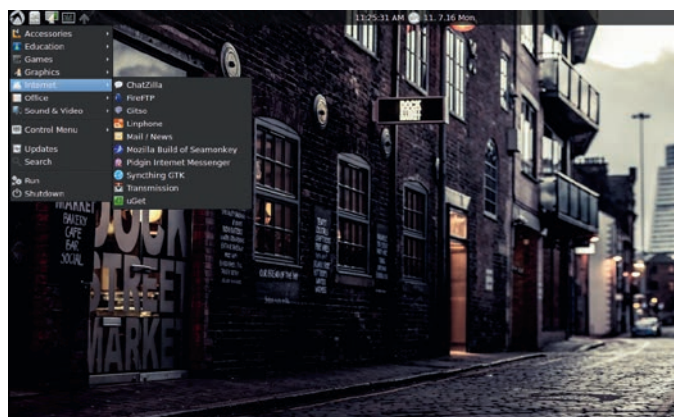 11:25:31 AM 11. 7.16 Mon
Accessories
Education
Games
Graphics
Internet
Office
Sound & Video
Control Menu
Updates
Search
Run
Shutdown
ChatZilla
FireFTP
Gitso
Linphone
Mail / News
Mozilla Build of Seamonkey
Pidgin Internet Messenger
Syncthing GTK
Transmission
uGet
DOCK
MARKET
BAKERY
CAFE
BAR
SOCIAL
DOCK
STREET
MARKET